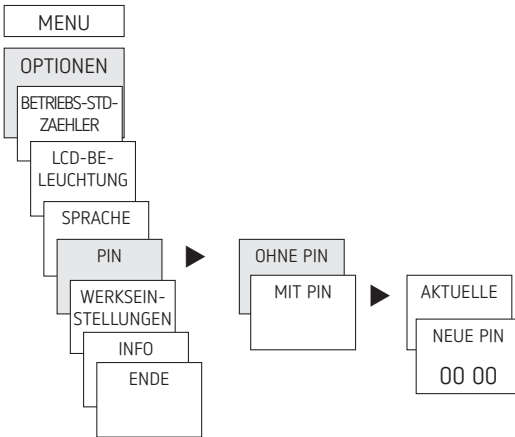 MENU
OPTIONEN
BETRIEBS-STD-
ZAEHLER
LCD-BE-
LEUCHTUNG
SPRACHE
PIN
WERKSEIN-
STELLUNGEN
INFO
ENDE
OHNE PIN
MIT PIN
AKTUELLE
NEUE PIN
00 00